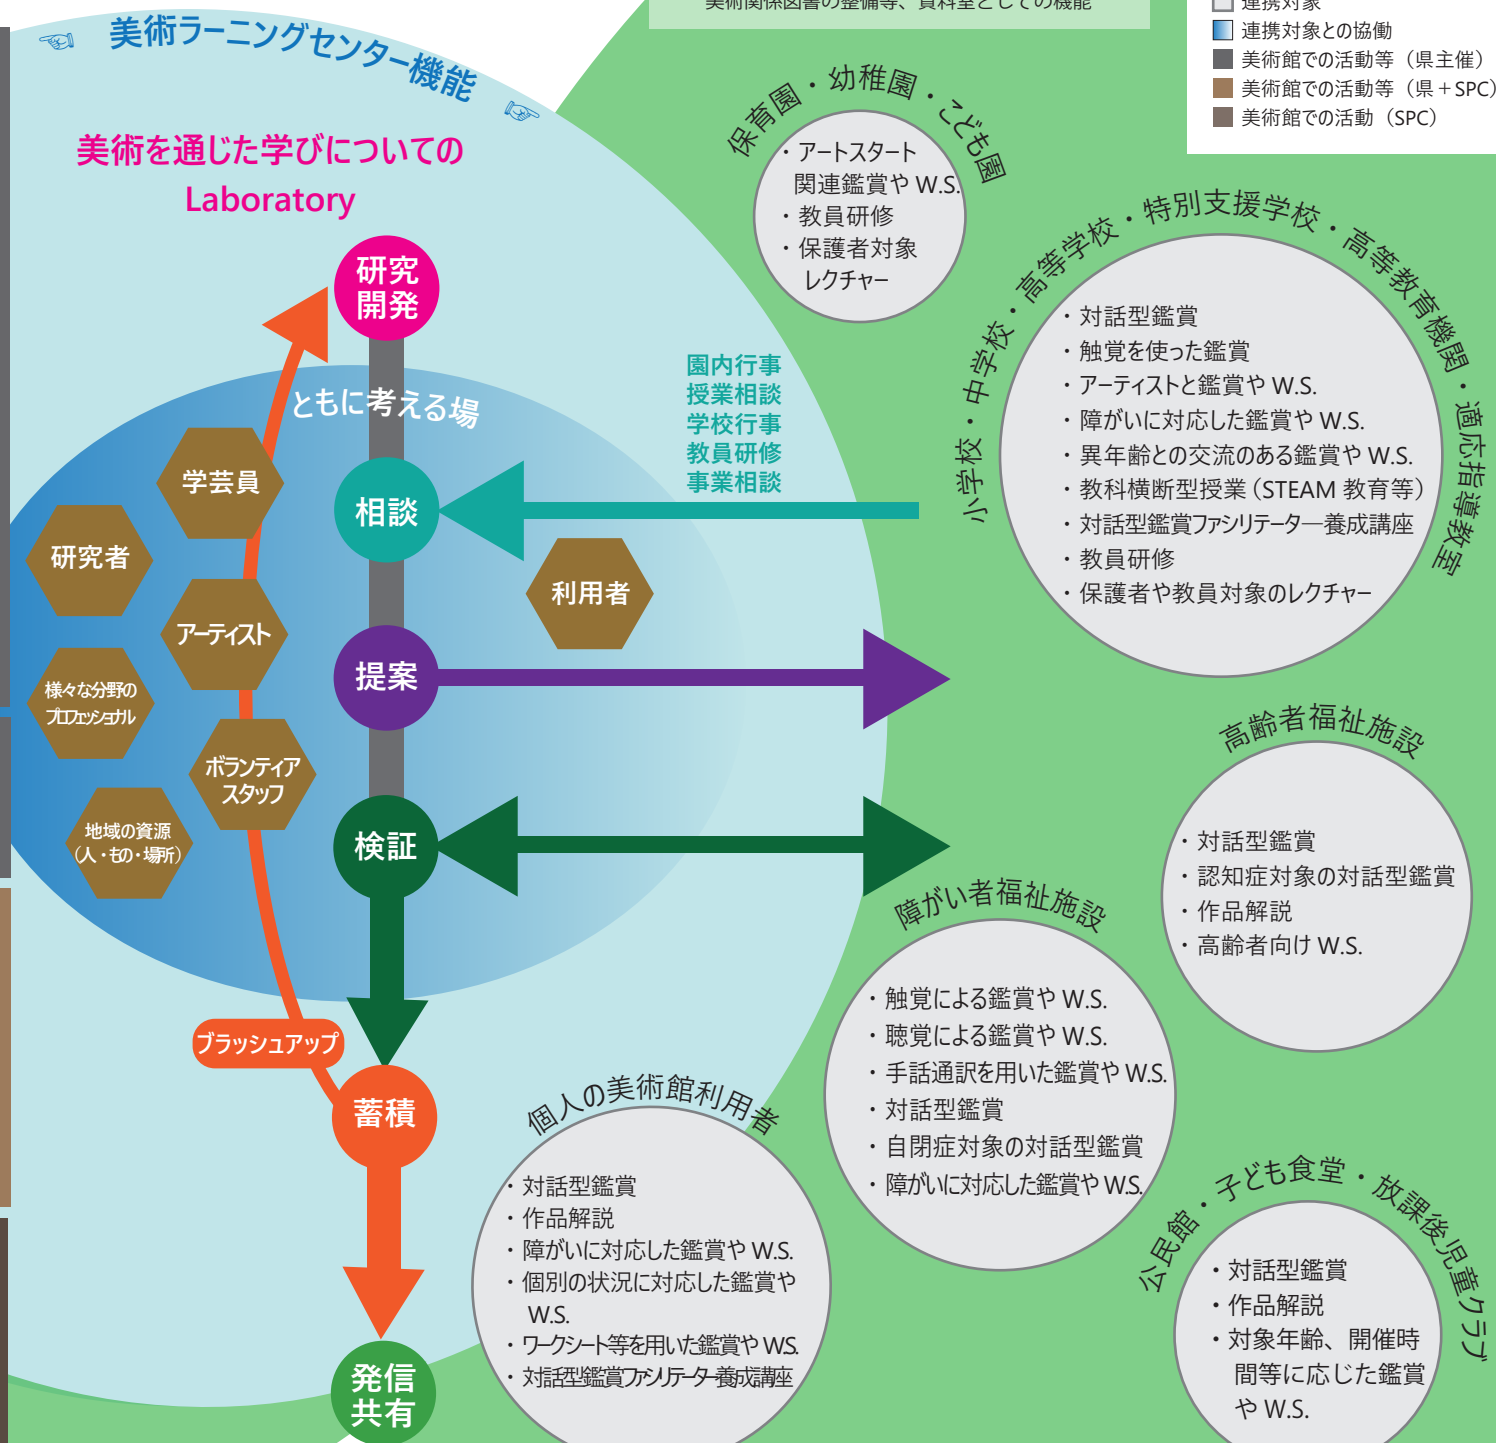 美術関係図書の整備等、資料室としての機能
連携対象
連携対象との協働
美術館での活動等（県主催）
美術館での活動等（県＋SPC）
美術館での活動（SPC）
☜ 美術ラーニングセンター機能 ☞
美術を通じた学びについての
Laboratory
研究
開発
ともに考える場
学芸員
研究者
アーティスト
様々な分野の
プロフェッショナル
ボランティア
スタッフ
地域の資源
（人・もの・場所）
相談
園内行事
授業相談
学校行事
教員研修
事業相談
利用者
提案
検証
ブラッシュアップ
蓄積
発信
共有
保育園・幼稚園・こども園
・アートスタート
関連鑑賞や W.S.
・教員研修
・保護者対象
レクチャー
小学校・中学校・高等学校・特別支援学校・高等教育機関・適応指導教室
・対話型鑑賞
・触覚を使った鑑賞
・アーティストと鑑賞や W.S.
・障がいに対応した鑑賞や W.S.
・異年齢との交流のある鑑賞や W.S.
・教科横断型授業（STEAM 教育等）
・対話型鑑賞ファシリテーター養成講座
・教員研修
・保護者や教員対象のレクチャー
高齢者福祉施設
・対話型鑑賞
・認知症対象の対話型鑑賞
・作品解説
・高齢者向け W.S.
障がい者福祉施設
・触覚による鑑賞や W.S.
・聴覚による鑑賞や W.S.
・手話通訳を用いた鑑賞や W.S.
・対話型鑑賞
・自閉症対象の対話型鑑賞
・障がいに対応した鑑賞や W.S.
個人の美術館利用者
・対話型鑑賞
・作品解説
・障がいに対応した鑑賞や W.S.
・個別の状況に対応した鑑賞や
W.S.
・ワークシート等を用いた鑑賞や W.S.
・対話型鑑賞ファシリテーター養成講座
公民館・子ども食堂・放課後児童クラブ
・対話型鑑賞
・作品解説
・対象年齢、開催時
間等に応じた鑑賞
や W.S.